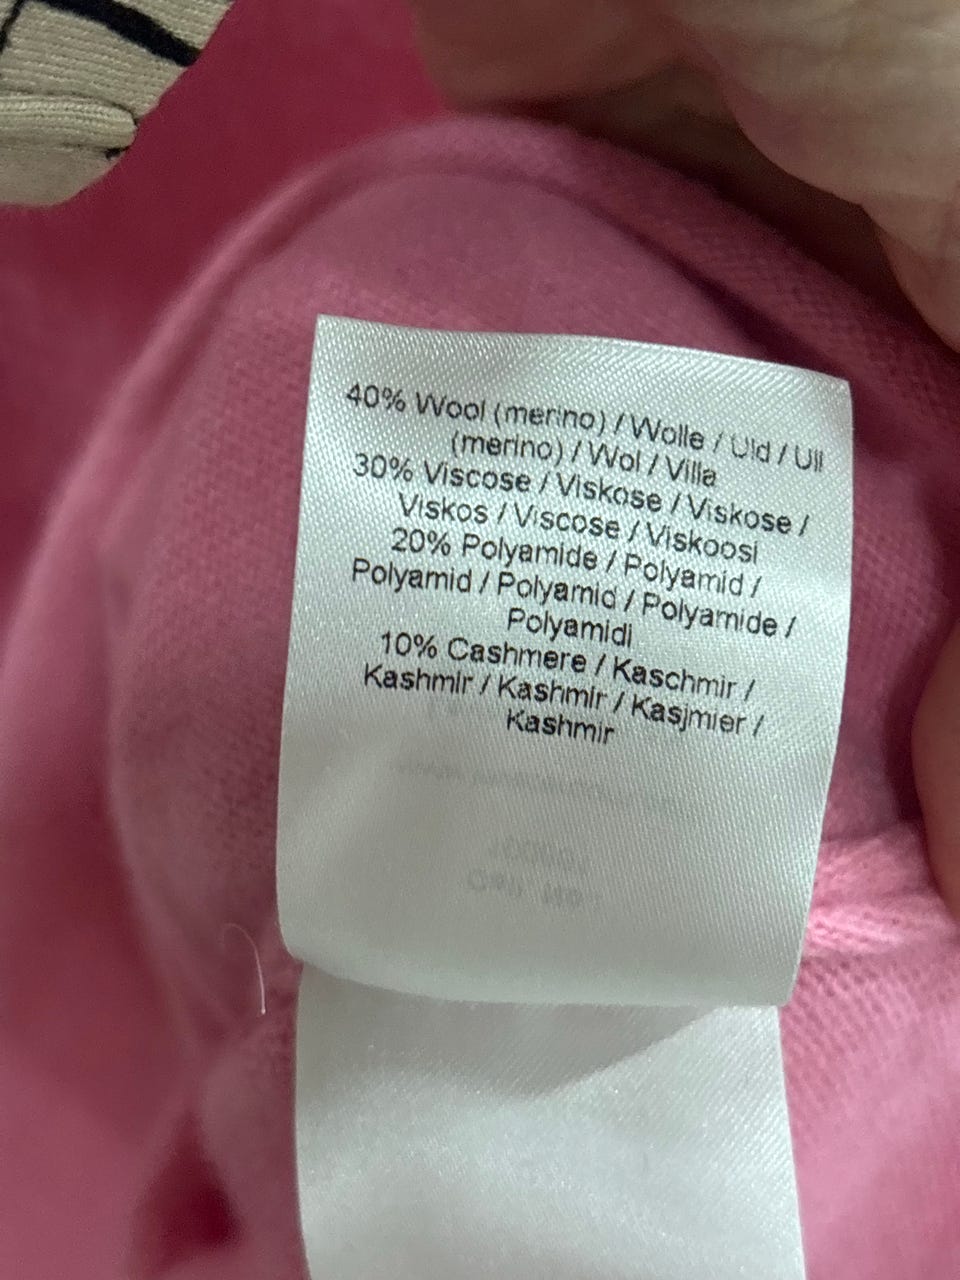 40% Wool (merino) / Wolle / Uld / Ull
(merino) / Wol / Villa
30% Viscose / Viskose / Viskose /
Viskos / Viscose / Viskoosi
20% Polyamide / Polyamid /
Polyamid / Polyamid / Polyamide /
Polyamidi
10% Cashmere / Kaschmir /
Kashmir / Kashmir / Kasjmier /
Kashmir